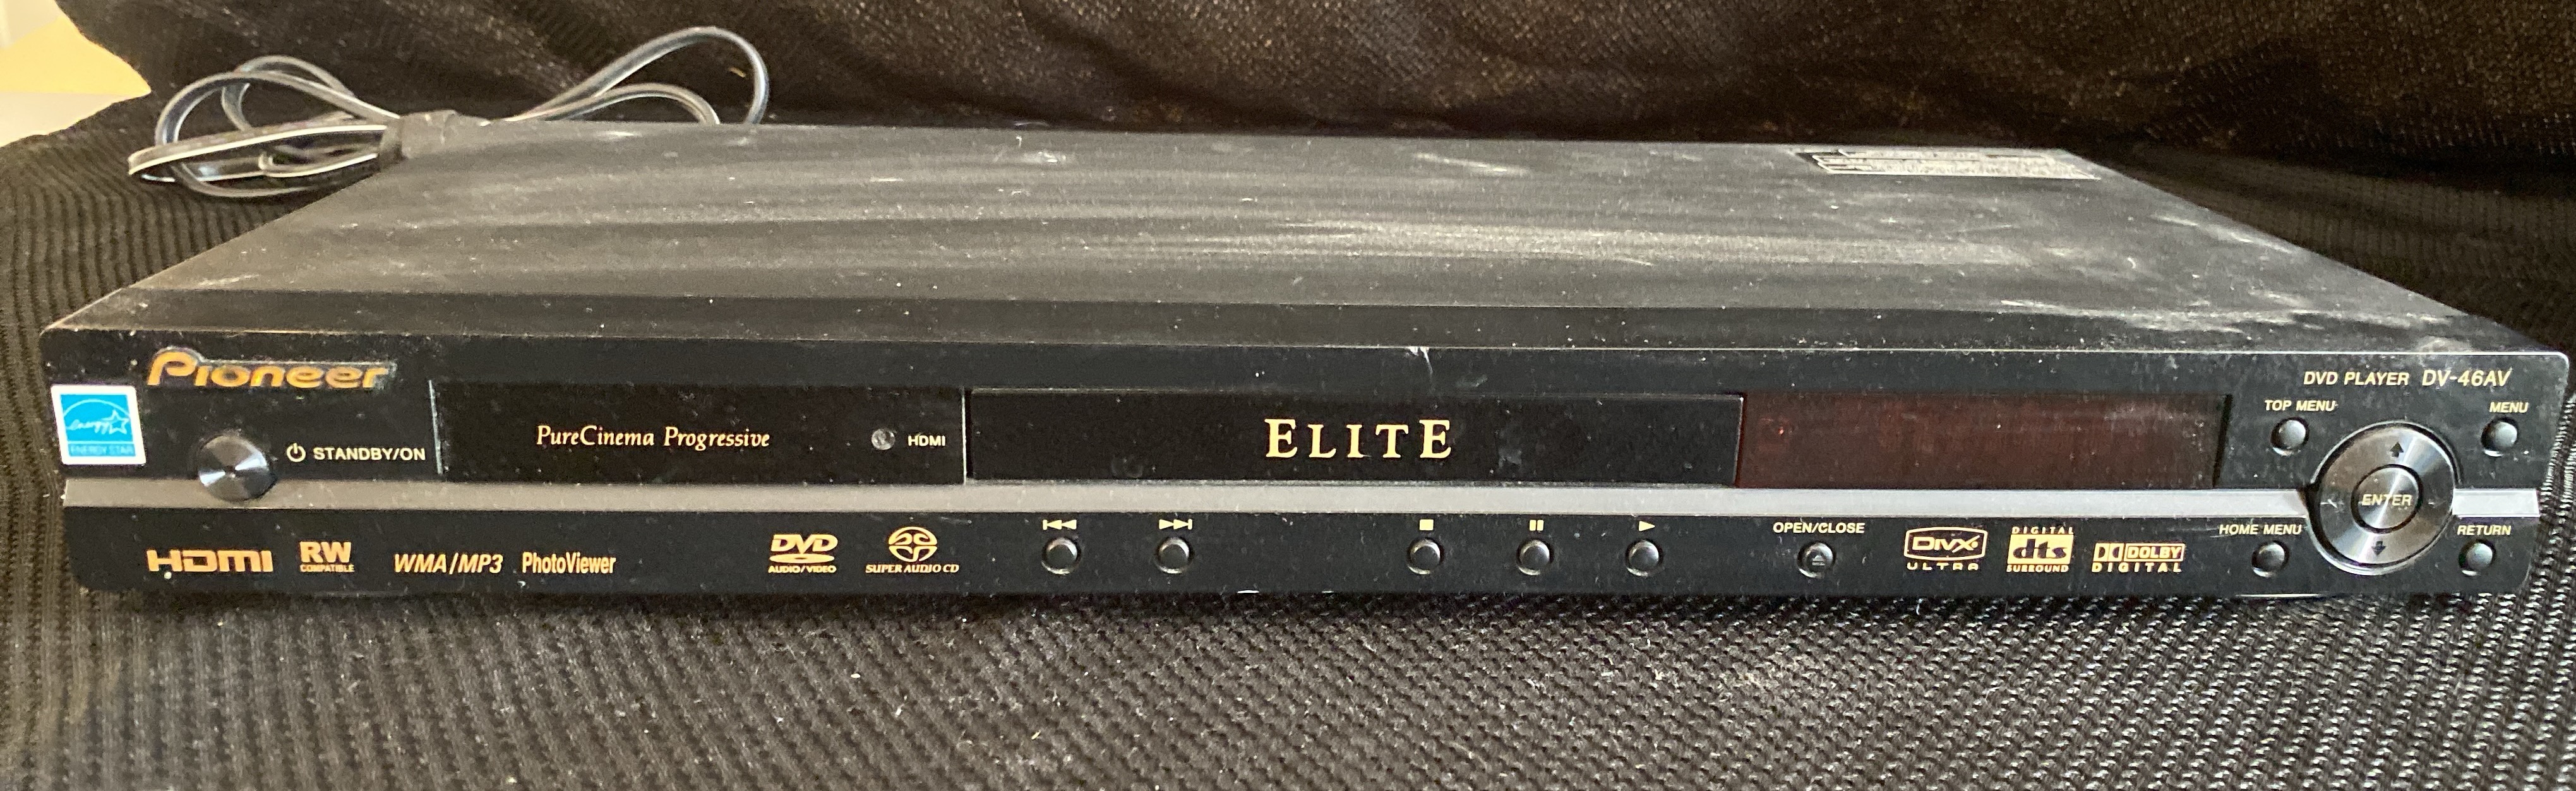 Pioneer
energy
ENERGY STAR
STANDBY/ON
PureCinema Progressive
HDMI
ELITE
DVD PLAYER DV-46AV
TOP MENU
MENU
ENTER
HOME MENU
RETURN
HDMI
RW
COMPATIBLE
WMA/MP3
PhotoViewer
DVD
AUDIO/VIDEO
SUPER AUDIO CD
OPEN/CLOSE
DIVX
ULTRA
DIGITAL
dts
SURROUND
DOLBY
DIGITAL